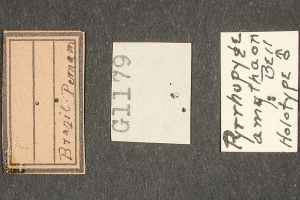 Brazil. Pernam
G1179
Pyrrhopyge
amythaon
Bell
Holotype ♂